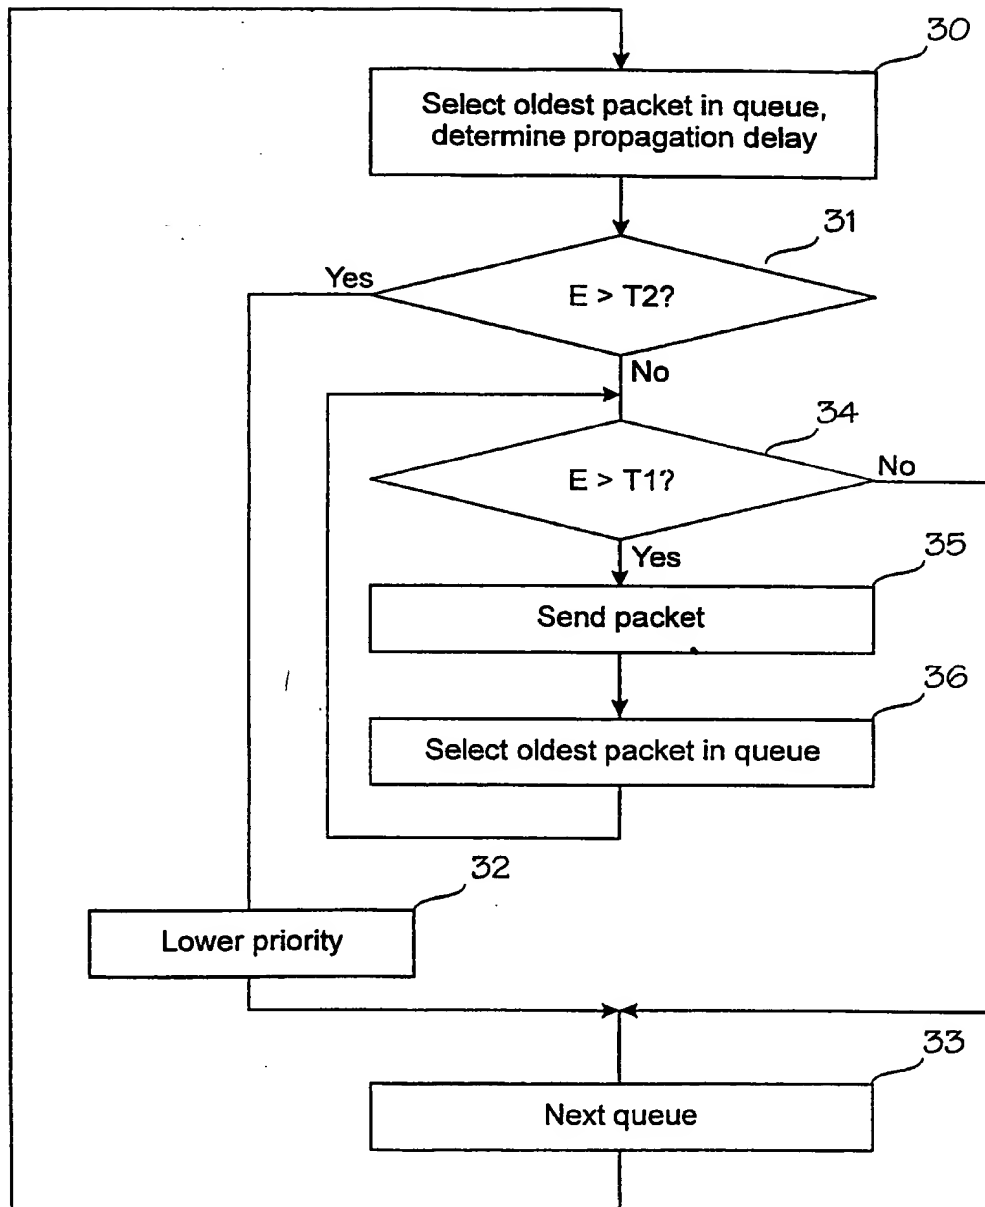 30
Select oldest packet in queue,
determine propagation delay
31
Yes
E > T2?
No
34
No
E > T1?
Yes
35
Send packet
36
Select oldest packet in queue
32
Lower priority
33
Next queue